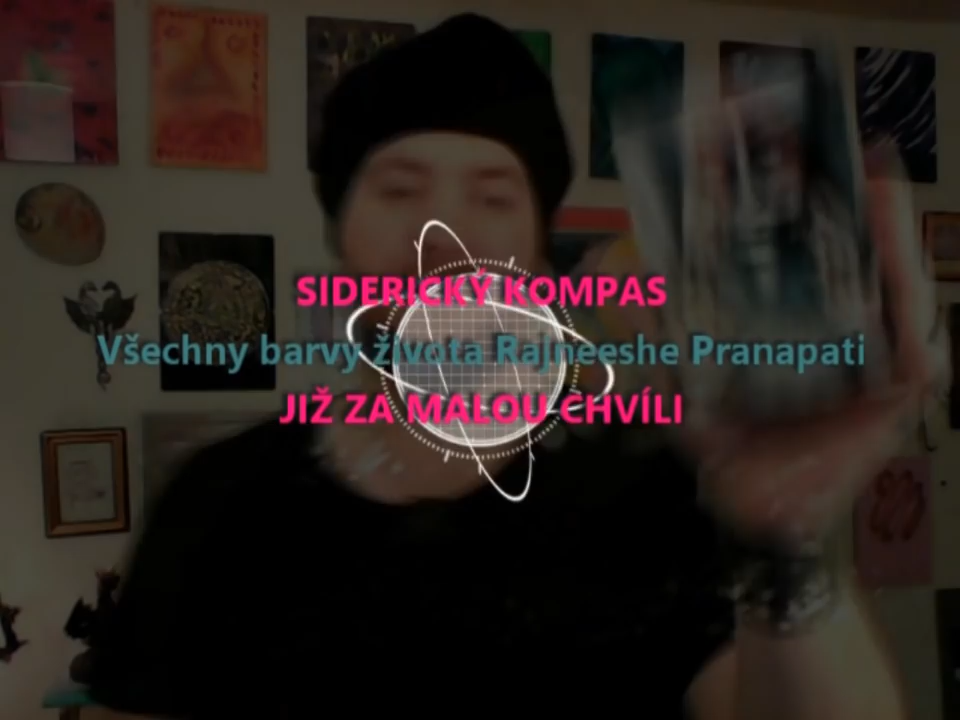 SIDERICKÝ KOMPAS
Všechny barvy života Rajneeshe Pranapati
JIŽ ZA MALOU CHVÍLI